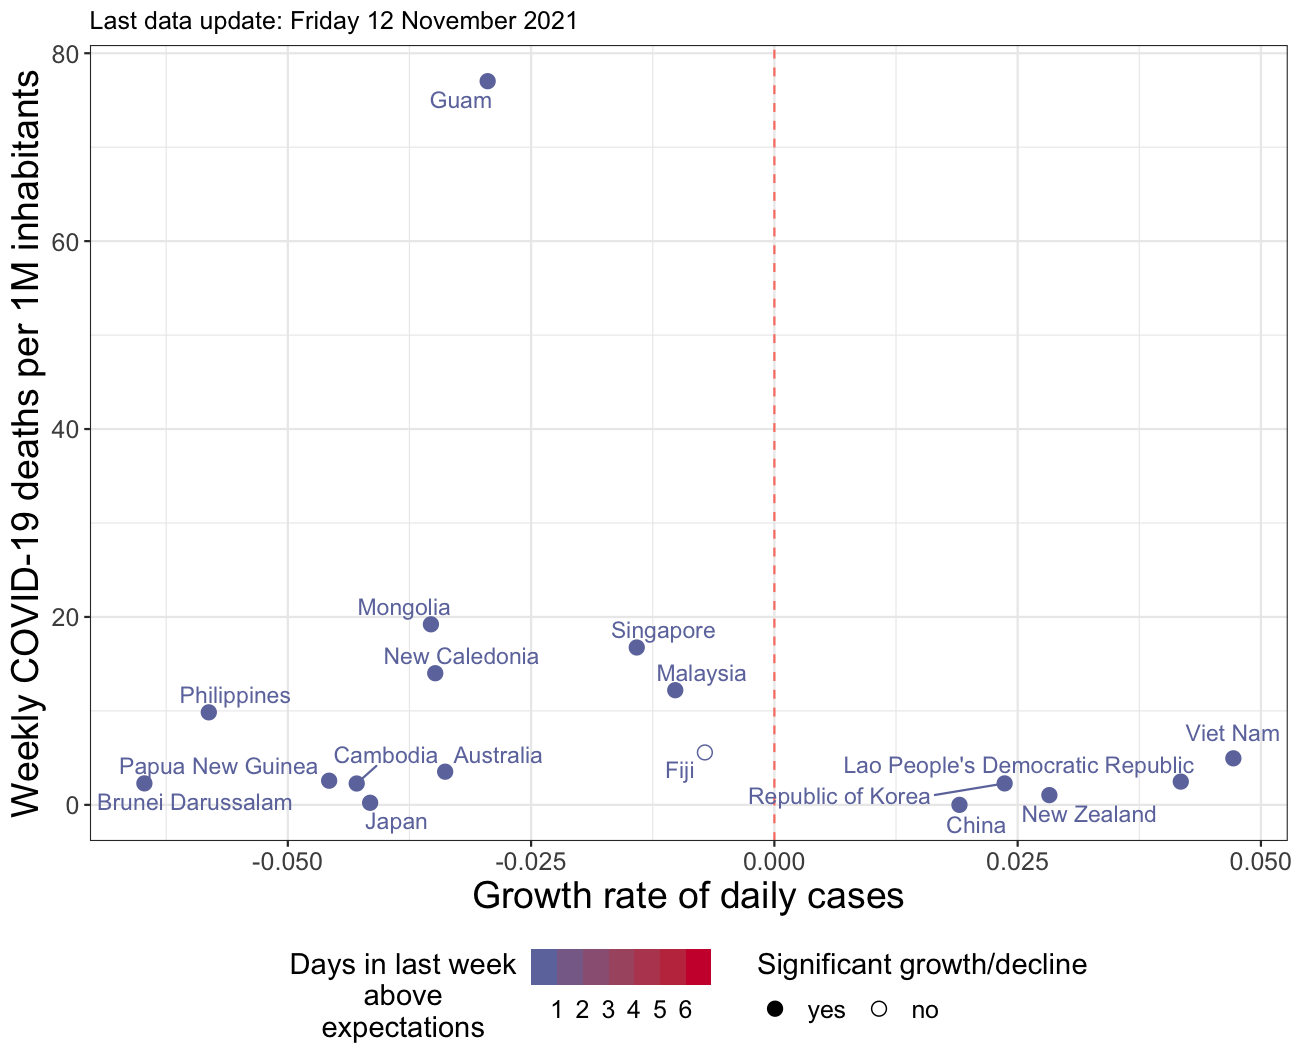 Last data update: Friday 12 November 2021
Weekly COVID-19 deaths per 1M inhabitants
80
60
40
20
0
Guam
Mongolia
Singapore
New Caledonia
Malaysia
Philippines
Viet Nam
Cambodia
Australia
Papua New Guinea
Fiji
Lao People's Democratic Republic
Republic of Korea
Brunei Darussalam
New Zealand
Japan
China
-0.050
-0.025
0.000
0.025
0.050
Growth rate of daily cases
Days in last week
above
expectations
1 2 3 4 5 6
Significant growth/decline
yes
no